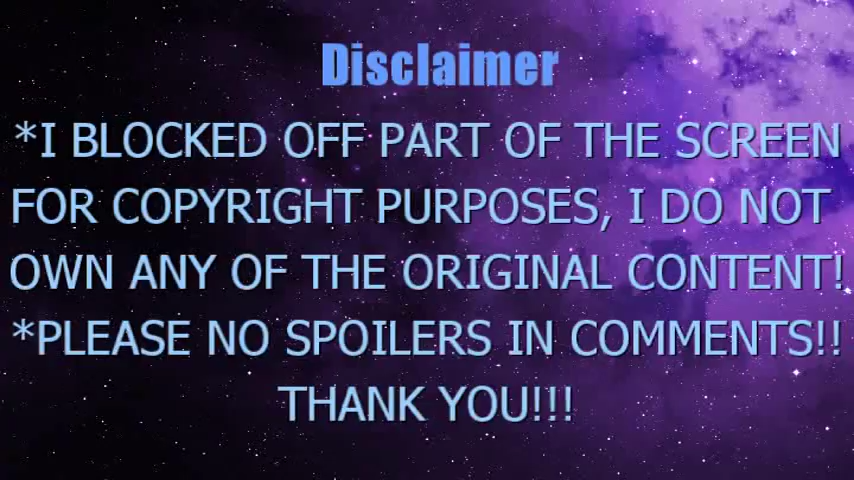 Disclaimer
*I BLOCKED OFF PART OF THE SCREEN
FOR COPYRIGHT PURPOSES, I DO NOT
OWN ANY OF THE ORIGINAL CONTENT!
*PLEASE NO SPOILERS IN COMMENTS!!
THANK YOU!!!